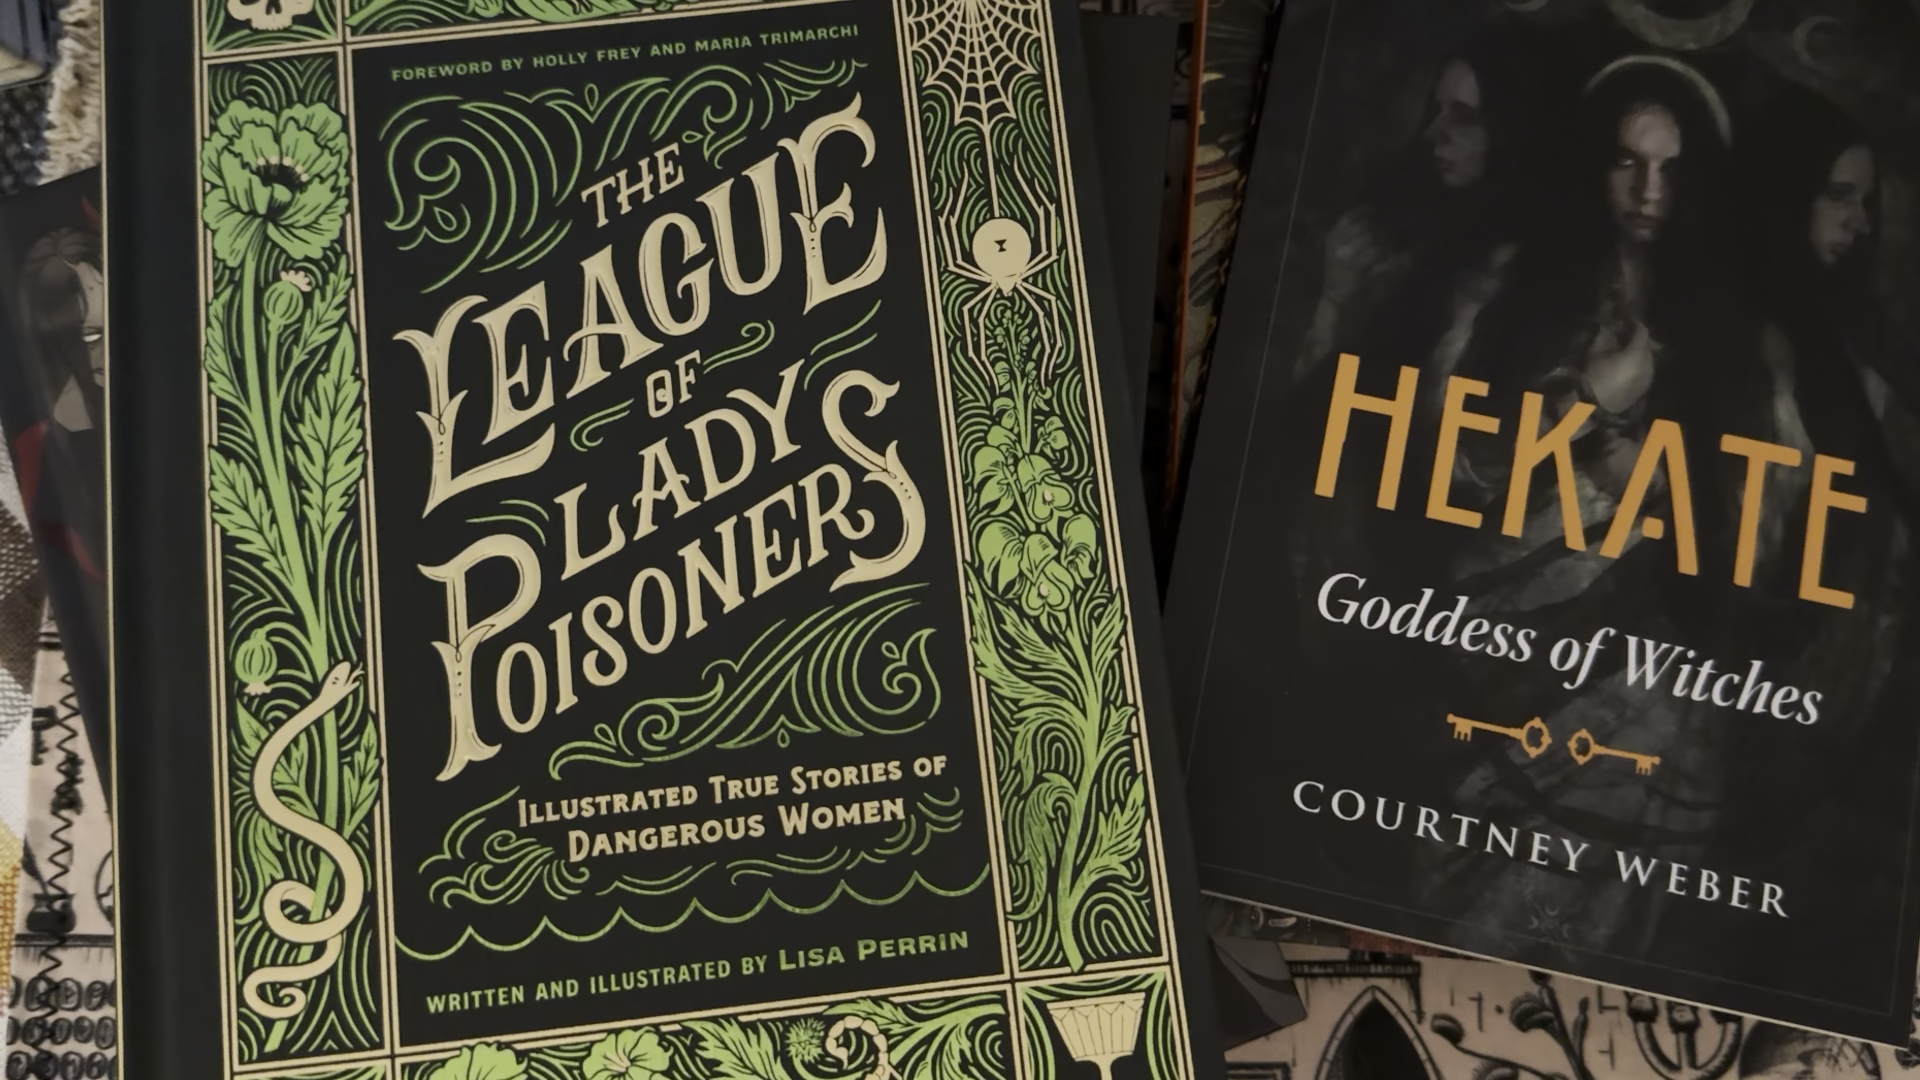 FOREWORD BY HOLLY FREY AND MARIA TRIMARCHI
THE
LEAGUE
OF
LADY
POISONERS
ILLUSTRATED TRUE STORIES OF
DANGEROUS WOMEN
WRITTEN AND ILLUSTRATED BY LISA PERRIN
HEKATE
Goddess of Witches
COURTNEY WEBER